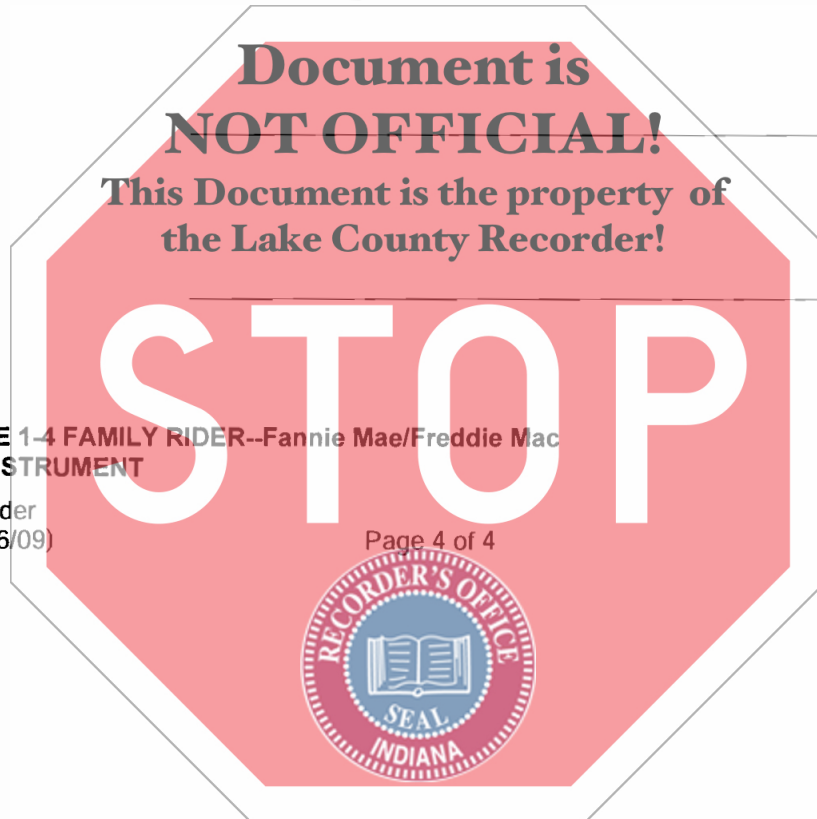 Document is
NOT OFFICIAL!
This Document is the property of
the Lake County Recorder!
STOP
E 1-4 FAMILY RIDER--Fannie Mae/Freddie Mac
STRUMENT
der
6/09)
Page 4 of 4
RECORDER'S OFFICE
SEAL
INDIANA